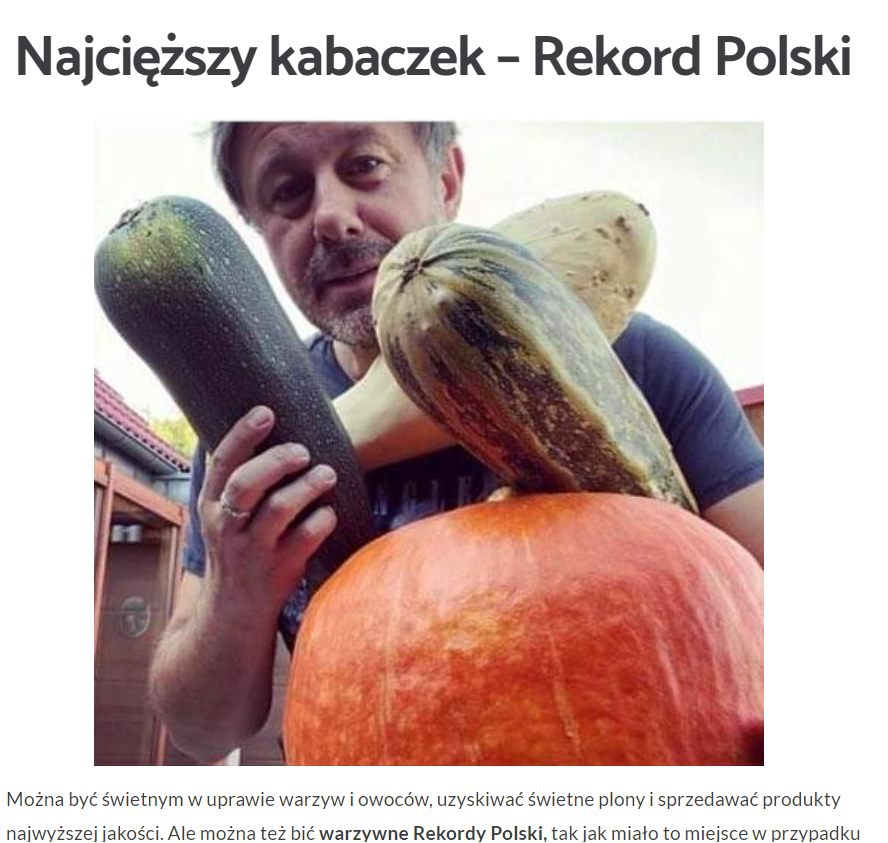 Najcięższy kabaczek – Rekord Polski
Można być świetnym w uprawie warzyw i owoców, uzyskiwać świetne plony i sprzedawać produkty
najwyższej jakości. Ale można też bić warzywne Rekordy Polski, tak jak miało to miejsce w przypadku